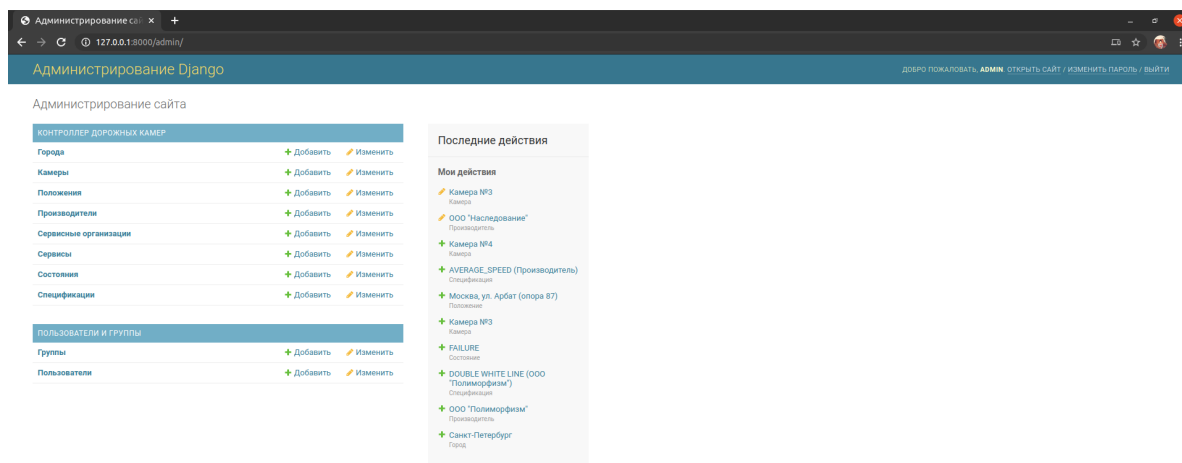 Администрирование сай
127.0.0.1:8000/admin/
Администрирование Django
ДОБРО ПОЖАЛОВАТЬ, ADMIN. ОТКРЫТЬ САЙТ / ИЗМЕНИТЬ ПАРОЛЬ / ВЫЙТИ
Администрирование сайта
КОНТРОЛЛЕР ДОРОЖНЫХ КАМЕР
Города Добавить Изменить
Камеры Добавить Изменить
Положения Добавить Изменить
Производители Добавить Изменить
Сервисные организации Добавить Изменить
Сервисы Добавить Изменить
Состояния Добавить Изменить
Спецификации Добавить Изменить
ПОЛЬЗОВАТЕЛИ И ГРУППЫ
Группы Добавить Изменить
Пользователи Добавить Изменить
Последние действия
Мои действия
Камера №3
Камера
ООО "Наследование"
Производитель
Камера №4
Камера
AVERAGE_SPEED (Производитель)
Спецификация
Москва, ул. Арбат (опора 87)
Положение
Камера №3
Камера
FAILURE
Состояние
DOUBLE WHITE LINE (ООО
"Полиморфизм")
Спецификация
ООО "Полиморфизм"
Производитель
Санкт-Петербург
Город